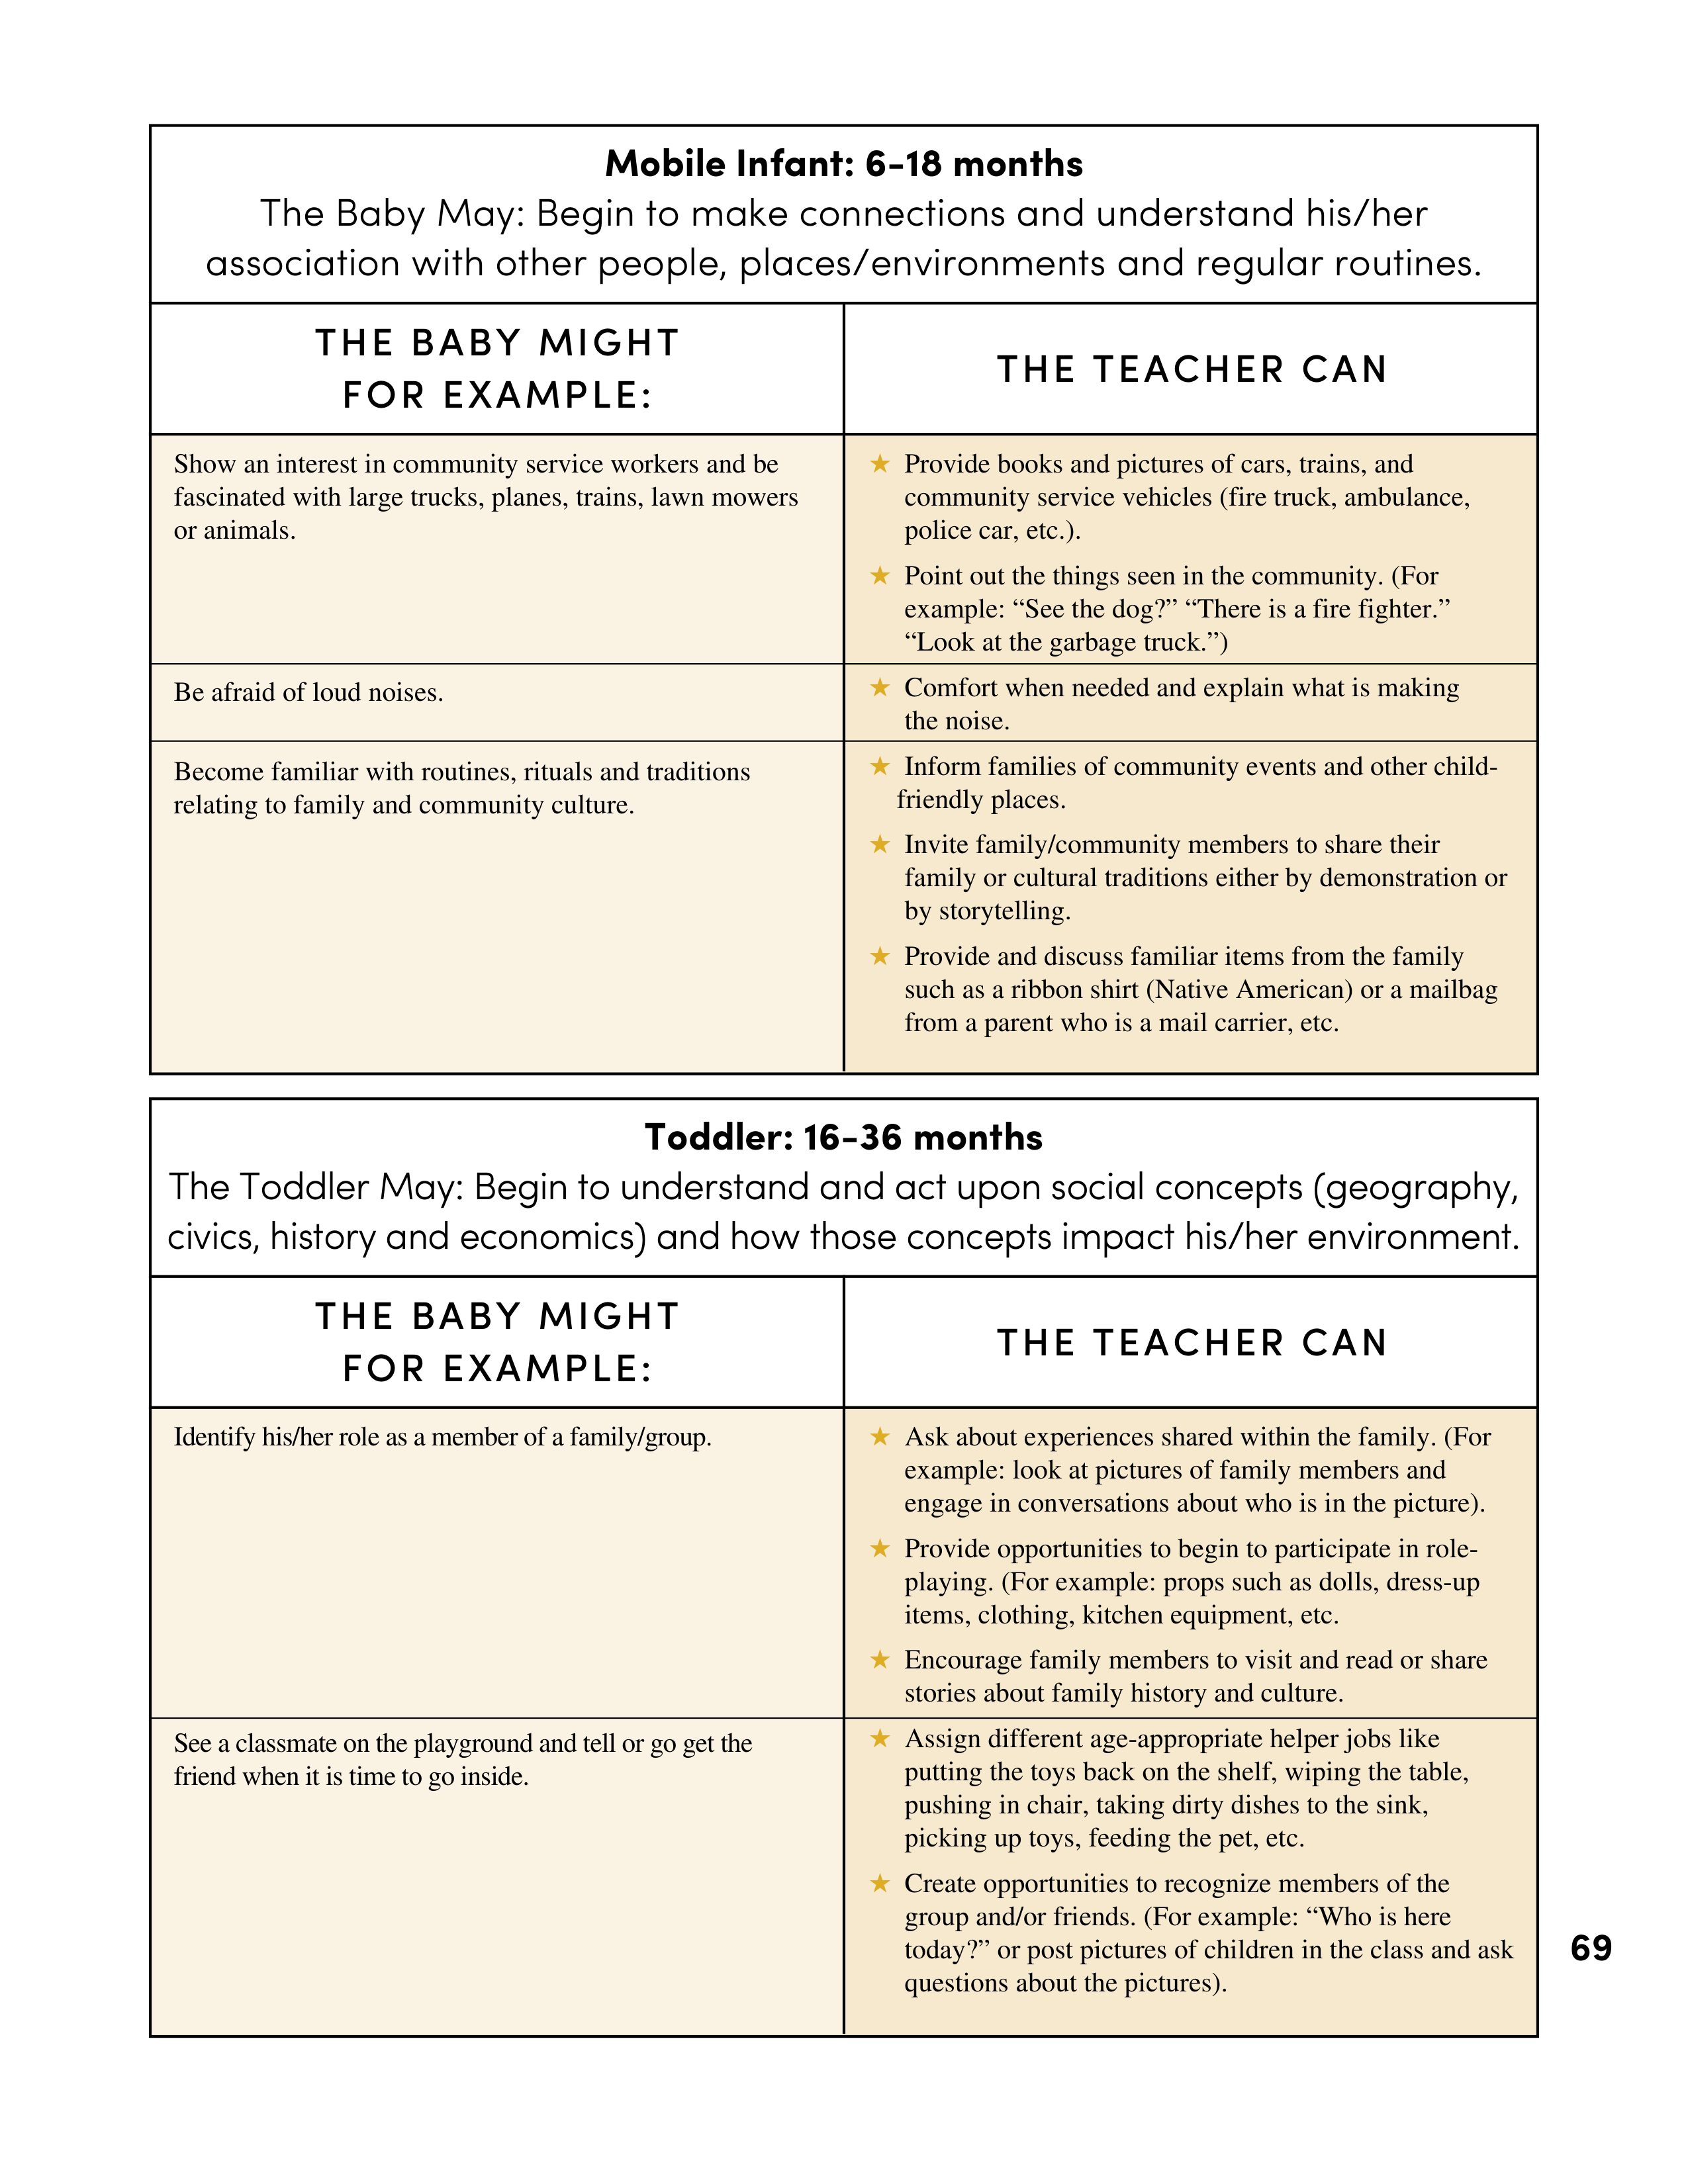 Mobile Infant: 6-18 months
The Baby May: Begin to make connections and understand his/her
association with other people, places/environments and regular routines.
THE BABY MIGHT
FOR EXAMPLE:
THE TEACHER CAN
Show an interest in community service workers and be
fascinated with large trucks, planes, trains, lawn mowers
or animals.
★ Provide books and pictures of cars, trains, and
community service vehicles (fire truck, ambulance,
police car, etc.).
★ Point out the things seen in the community. (For
example: “See the dog?” “There is a fire fighter.”
“Look at the garbage truck.”)
Be afraid of loud noises.
★ Comfort when needed and explain what is making
the noise.
Become familiar with routines, rituals and traditions
relating to family and community culture.
★ Inform families of community events and other child-
friendly places.
★ Invite family/community members to share their
family or cultural traditions either by demonstration or
by storytelling.
★ Provide and discuss familiar items from the family
such as a ribbon shirt (Native American) or a mailbag
from a parent who is a mail carrier, etc.
Toddler: 16-36 months
The Toddler May: Begin to understand and act upon social concepts (geography,
civics, history and economics) and how those concepts impact his/her environment.
THE BABY MIGHT
FOR EXAMPLE:
THE TEACHER CAN
Identify his/her role as a member of a family/group.
★ Ask about experiences shared within the family. (For
example: look at pictures of family members and
engage in conversations about who is in the picture).
★ Provide opportunities to begin to participate in role-
playing. (For example: props such as dolls, dress-up
items, clothing, kitchen equipment, etc.
★ Encourage family members to visit and read or share
stories about family history and culture.
See a classmate on the playground and tell or go get the
friend when it is time to go inside.
★ Assign different age-appropriate helper jobs like
putting the toys back on the shelf, wiping the table,
pushing in chair, taking dirty dishes to the sink,
picking up toys, feeding the pet, etc.
★ Create opportunities to recognize members of the
group and/or friends. (For example: “Who is here
today?” or post pictures of children in the class and ask
questions about the pictures).
69